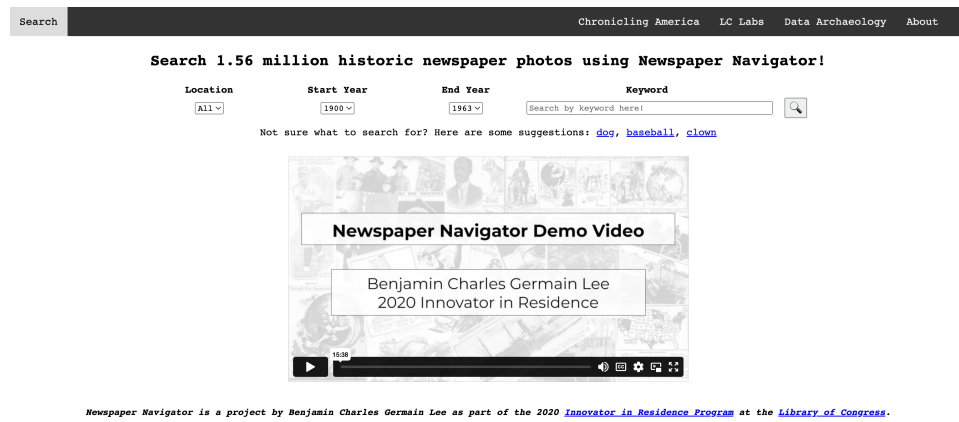 Search Chronicling America LC Labs Data Archaeology About
Search 1.56 million historic newspaper photos using Newspaper Navigator!
Location Start Year End Year Keyword
All 1900 1963 Search by keyword here!
Not sure what to search for? Here are some suggestions: dog, baseball, clown
Newspaper Navigator Demo Video
Benjamin Charles Germain Lee
2020 Innovator in Residence
15:38
CC
Newspaper Navigator is a project by Benjamin Charles Germain Lee as part of the 2020 Innovator in Residence Program at the Library of Congress.